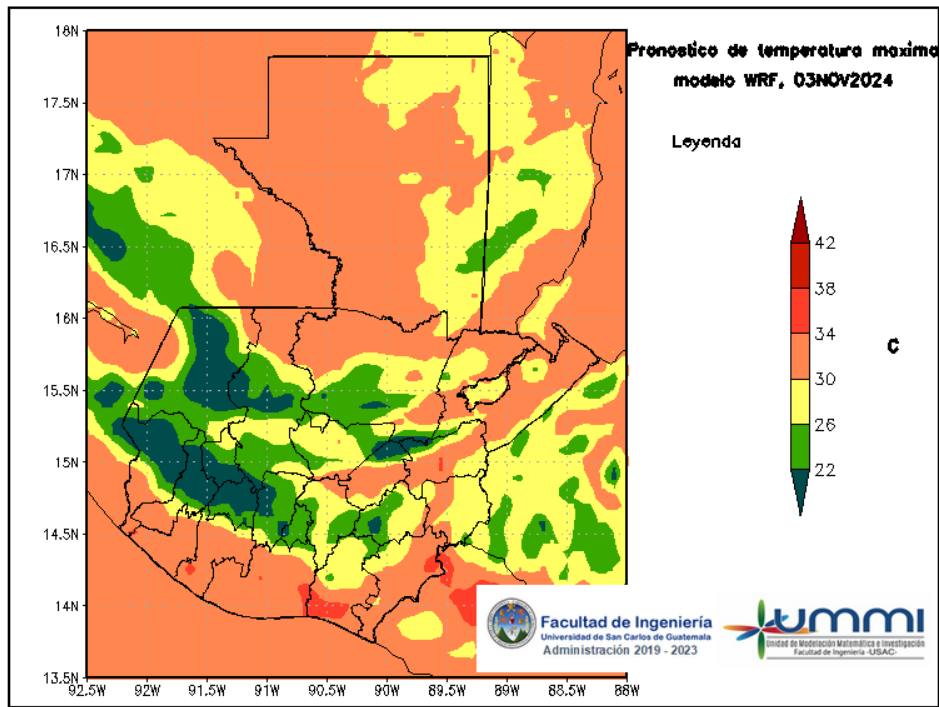 Pronostico de temperatura maxima
modelo WRF, 03NOV2024
Leyenda
42
38
34
30
26
22
C
18N
17.5N
17N
16.5N
16N
15.5N
15N
14.5N
14N
13.5N
92.5W
92W
91.5W
91W
90.5W
90W
89.5W
89W
88.5W
88W
Facultad de Ingeniería
Universidad de San Carlos de Guatemala
Administración 2019 - 2023
ummi
Unidad de Modelación Matemática e Investigación
Facultad de Ingeniería -USAC-